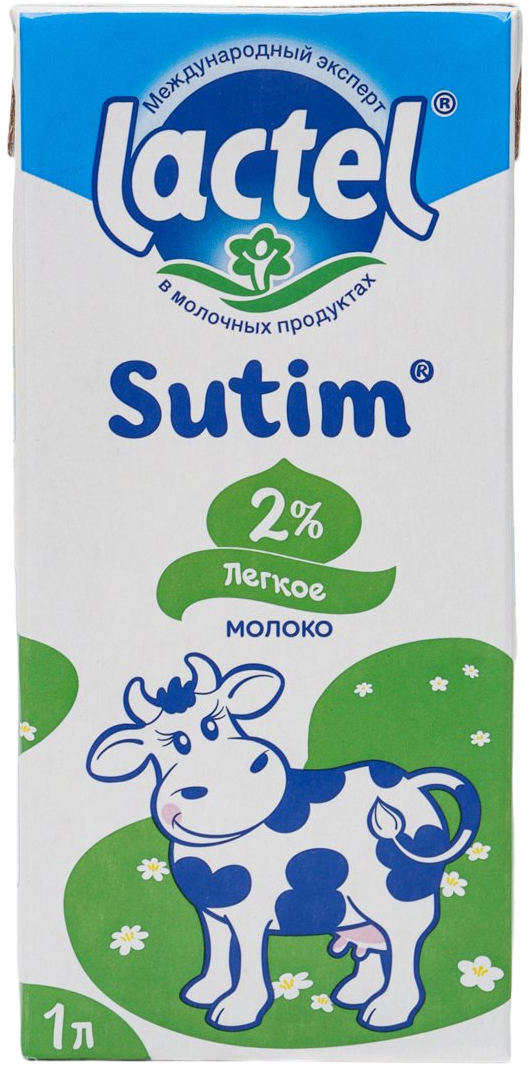 Международный эксперт
lactel®
в молочных продуктах
Sutim®
2%
Легкое
молоко
1л